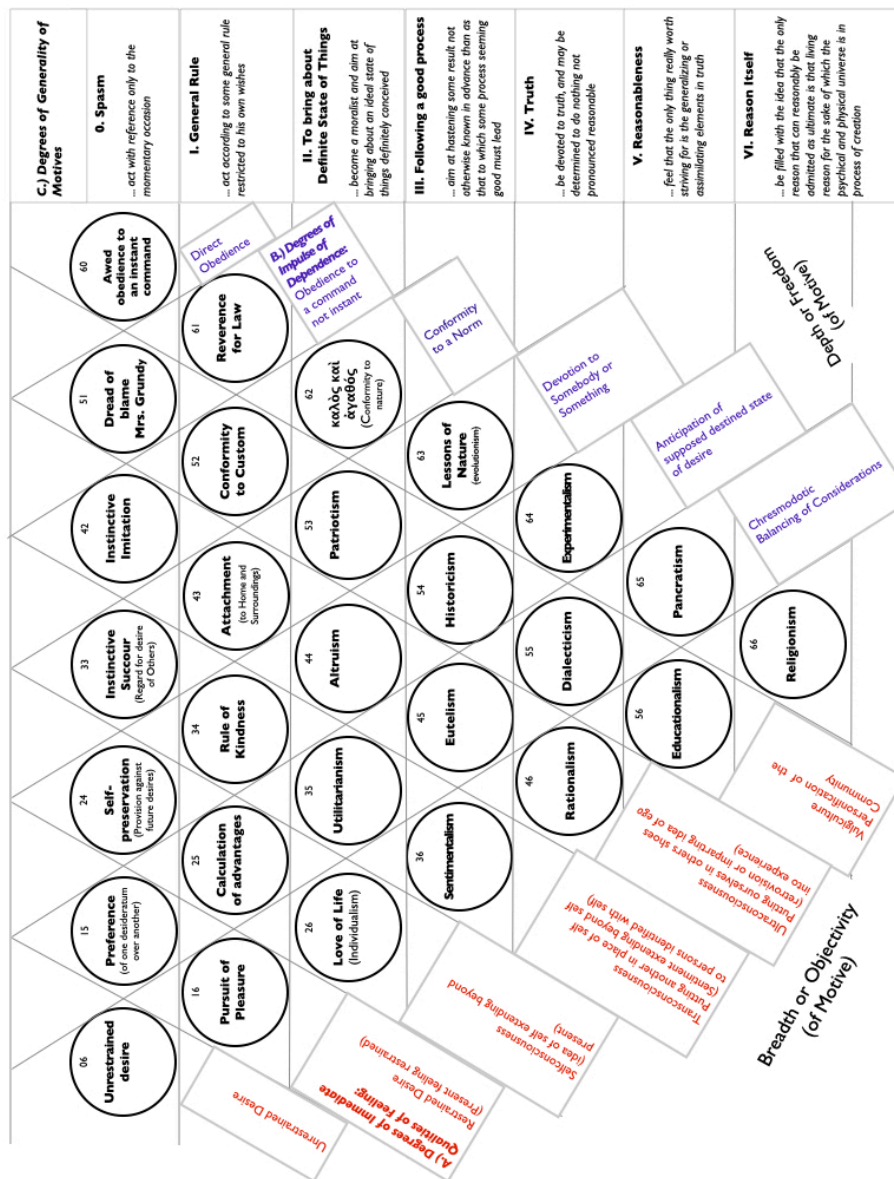 C.) Degrees of Generality of
Motives
06
Unrestrained
desire
15
Preference
(of one desideratum
over another)
24
Self-
preservation
(Provision against
future desires)
33
Instinctive
Succour
(Regard for desire
of Others)
42
Instinctive
Imitation
51
Dread of
blame
Mrs. Grundy
60
Awed
obedience to
an instant
command
0. Spasm
... act with reference only to the
momentary occasion
16
Pursuit of
Pleasure
25
Calculation
of advantages
34
Rule of
Kindness
43
Attachment
(to Home and
Surroundings)
52
Conformity
to Custom
61
Reverence
for Law
I. General Rule
... act according to some general rule
restricted to his own wishes
26
Love of Life
(Individualism)
35
Utilitarianism
44
Altruism
53
Patriotism
62
καλὸς καὶ
ἀγαθός
(Conformity to
nature)
II. To bring about
Definite State of Things
... become a moralist and aim at
bringing about an ideal state of
things definitely conceived
36
Sentimentalism
45
Eutelism
54
Historicism
63
Lessons of
Nature
(evolutionism)
III. Following a good process
... aim at hastening some result not
otherwise known in advance than as
that to which some process seeming
good must lead
46
Rationalism
55
Dialecticism
64
Experimentalism
IV. Truth
... be devoted to truth, and may be
determined to do nothing not
pronounced reasonable
56
Educationalism
65
Pancratism
V. Reasonableness
... feel that the only thing really worth
striving for is the generalizing or
assimilating elements in truth
66
Religionism
VI. Reason Itself
... be filled with the idea that the only
reason that can reasonably be
admitted as ultimate is that living
reason for the sake of which the
psychical and physical universe is in
process of creation
Unrestrained Desire
A.) Degrees of Immediate
Qualities of Feeling:
Restrained Desire
(Present feeling restrained)
Selfconsciousness
(idea of self extending beyond
present)
Transconsciousness
Putting another in place of self
(Sentiment extending beyond self
to persons identified with self)
Ultraconsciousness
Putting ourselves in others shoes
(retrovision or imparting idea of ego
into experience)
Vulgiculture
Personification of the
Community
Breadth or Objectivity
(of Motive)
Direct
Obedience
B.) Degrees of
Impulse of
Dependence:
Obedience to
a command
not instant
Conformity
to a Norm
Devotion to
Somebody or
Something
Anticipation of
supposed destined state
of desire
Chresmodotic
Balancing of Considerations
Depth or Freedom
(of Motive)